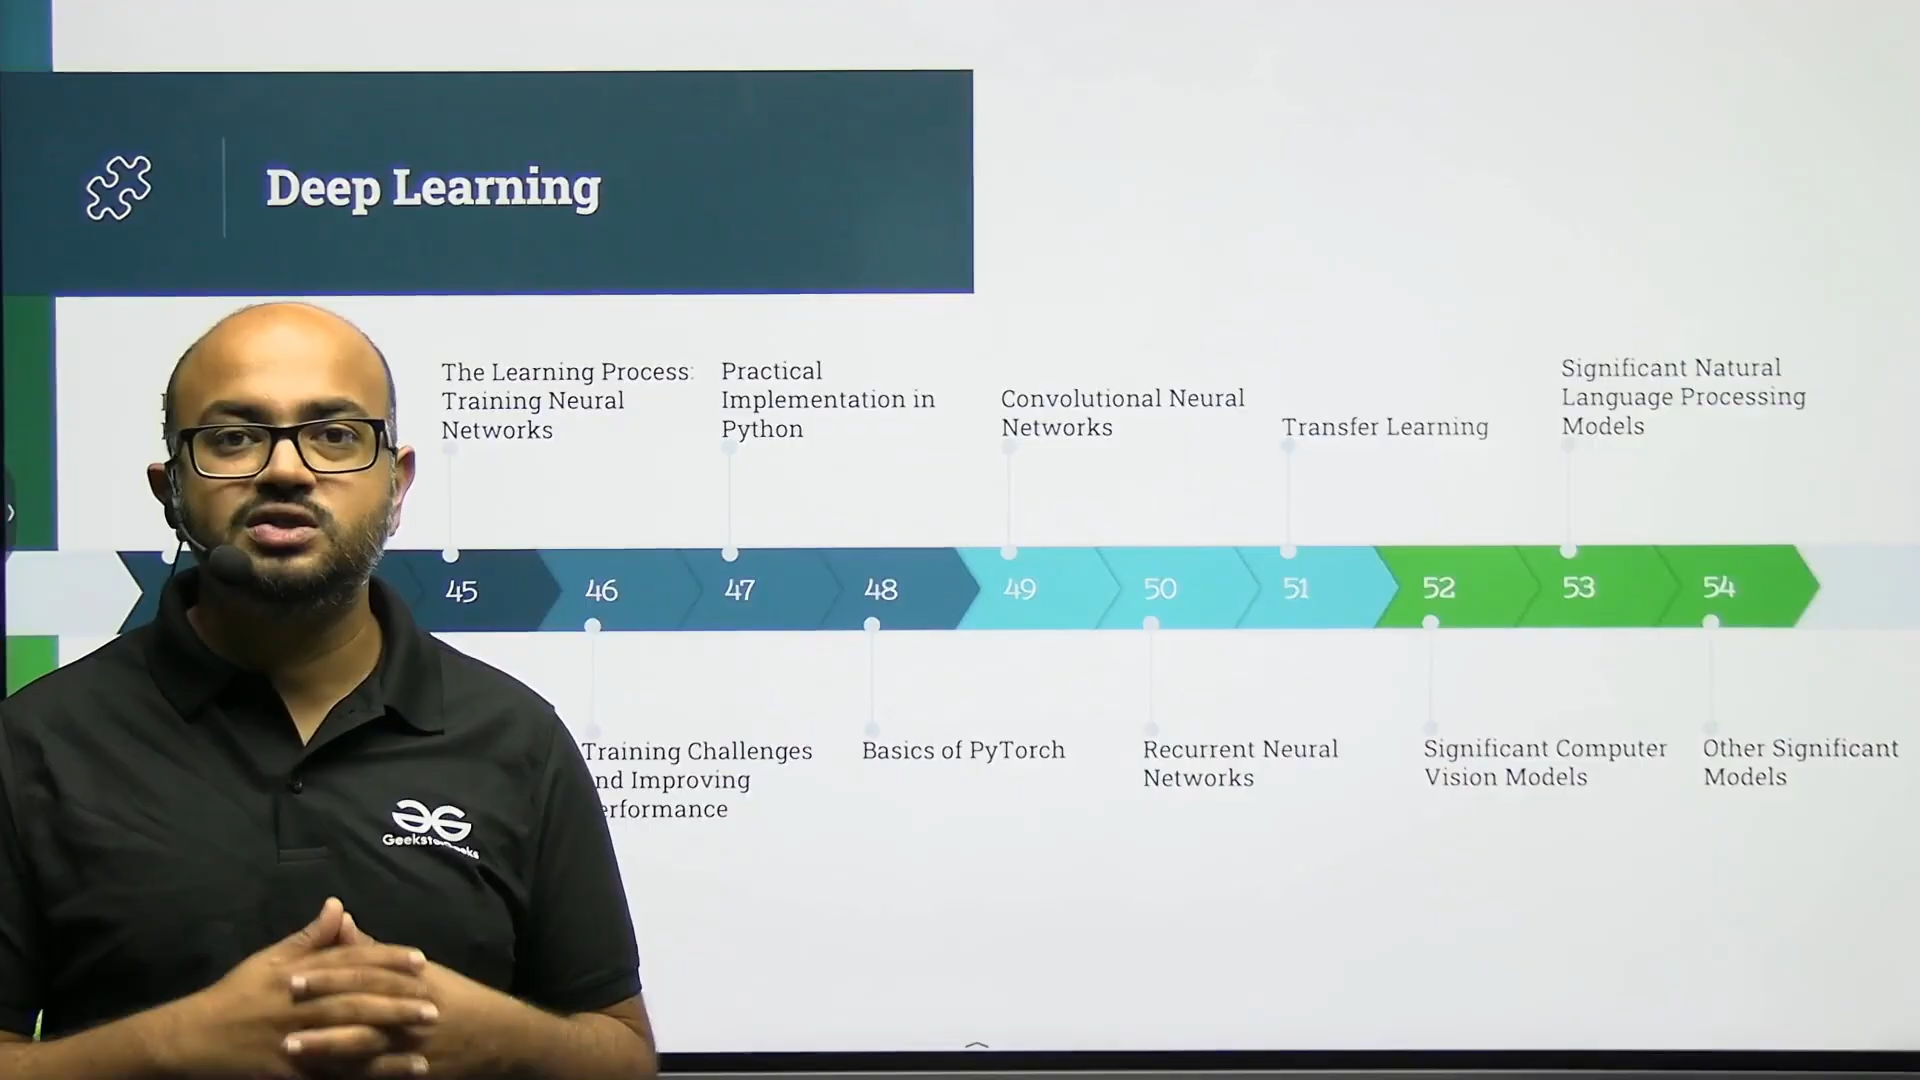 Deep Learning
The Learning Process:
Training Neural
Networks
Practical
Implementation in
Python
Convolutional Neural
Networks
Transfer Learning
Significant Natural
Language Processing
Models
45
46
47
48
49
50
51
52
53
54
Training Challenges
nd Improving
erformance
Basics of PyTorch
Recurrent Neural
Networks
Significant Computer
Vision Models
Other Significant
Models